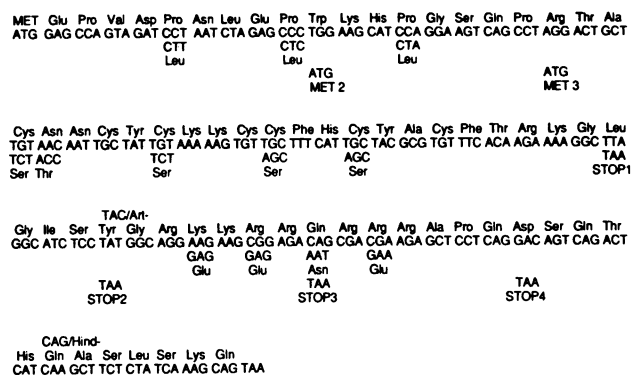 MET Glu Pro Val Asp Pro Asn Leu Glu Pro Trp Lys His Pro Gly Ser Gln Pro Arg Thr Ala
ATG GAG CCA GTA GAT CCT AAT CTA GAG CCC TGG AAG CAT CCA GGA AGT CAG CCT AGG ACT GCT
CTT CTC CTA
Leu Leu Leu
ATG ATG
MET 2 MET 3
Cys Asn Asn Cys Tyr Cys Lys Lys Cys Cys Phe His Cys Tyr Ala Cys Phe Thr Arg Lys Gly Leu
TGT AAC AAT TGC TAT TGT AAA AAG TGT TGC TTT CAT TGC TAC GCG TGT TTC ACA AGA AAA GGC TTA
TCT ACC TCT AGC AGC TAA
Ser Thr Ser Ser Ser STOP1
TAC/Art-
Gly Ile Ser Tyr Gly Arg Lys Lys Arg Arg Gln Arg Arg Arg Ala Pro Gln Asp Ser Gln Thr
GGC ATC TCC TAT GGC AGG AAG AAG CGG AGA CAG CGA CGA AGA GCT CCT CAG GAC AGT CAG ACT
GAG GAG AAT GAA
Glu Glu Asn Glu
TAA TAA TAA
STOP2 STOP3 STOP4
CAG/Hind-
His Gln Ala Ser Leu Ser Lys Gln
CAT CAA GCT TCT CTA TCA AAG CAG TAA